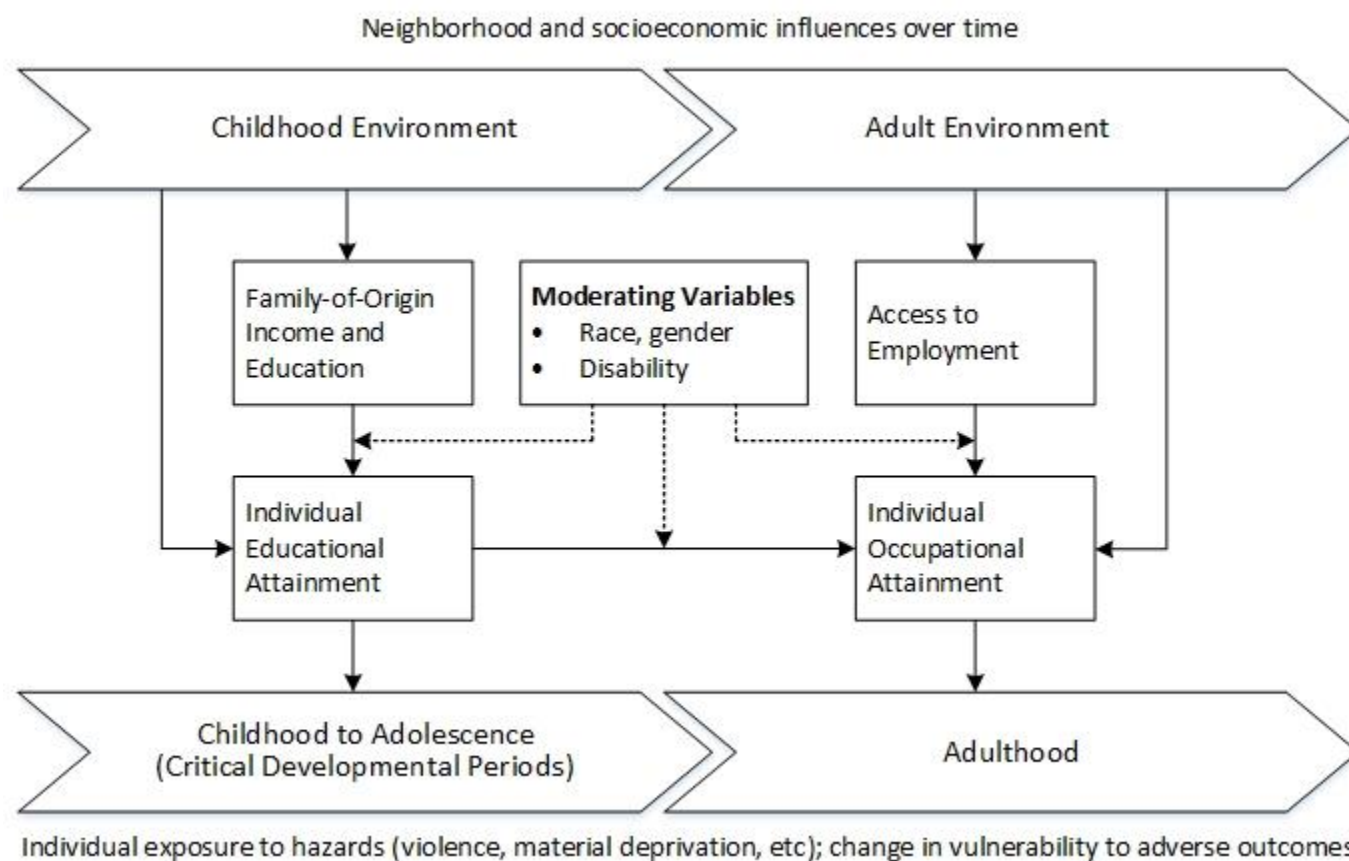 Neighborhood and socioeconomic influences over time
Childhood Environment
Adult Environment
Family-of-Origin
Income and
Education
Moderating Variables
• Race, gender
• Disability
Access to
Employment
Individual
Educational
Attainment
Individual
Occupational
Attainment
Childhood to Adolescence
(Critical Developmental Periods)
Adulthood
Individual exposure to hazards (violence, material deprivation, etc); change in vulnerability to adverse outcomes